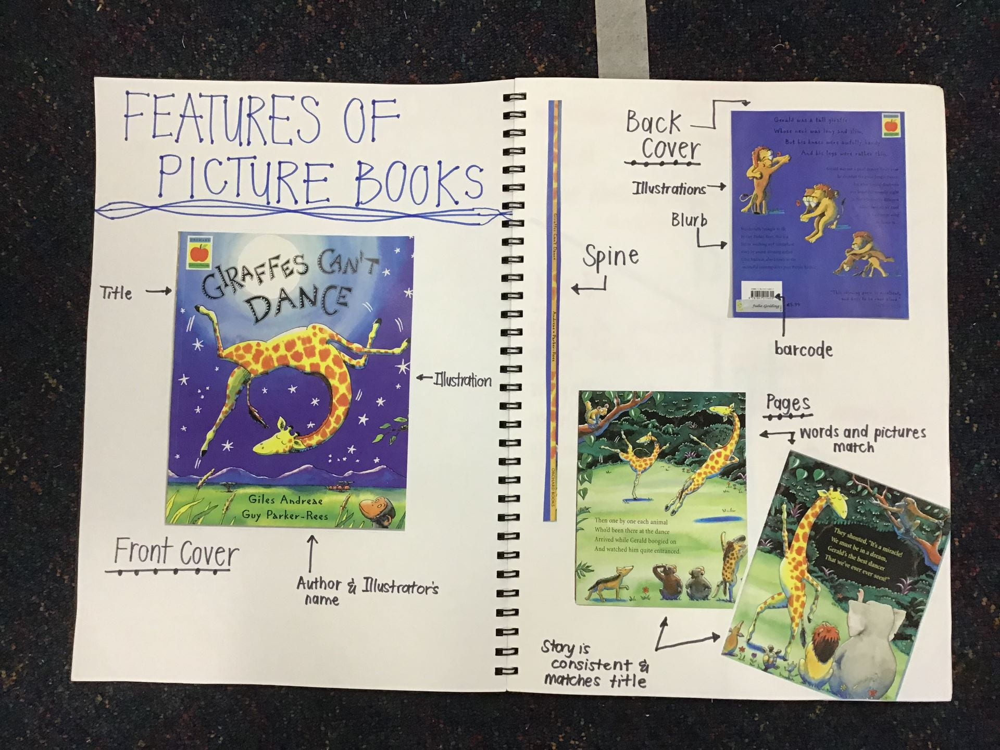 FEATURES OF
PICTURE BOOKS
Title
ORCHARD
GIRAFFES CAN'T
DANCE
Illustration
Giles Andreae
Guy Parker-Rees
Front Cover
Author & Illustrator's
name
Giraffes Can't Dance
Andreae • Parker-Rees
ORCHARD BOOKS
Spine
Back
Cover
Illustrations
Blurb
Gerald was a tall giraffe
Whose neck was long and slim,
But his knees were awfully bandy
And his legs were rather thin.
Julie Golding
£5.99
barcode
Pages
words and pictures
match
Then one by one each animal
Who'd been there at the dance
Arrived while Gerald boogied on
And watched him quite entranced.
They shouted, "It's a miracle!
We must be in a dream,
Gerald's the best dancer
That we've ever ever seen!"
Story is
consistent &
matches title